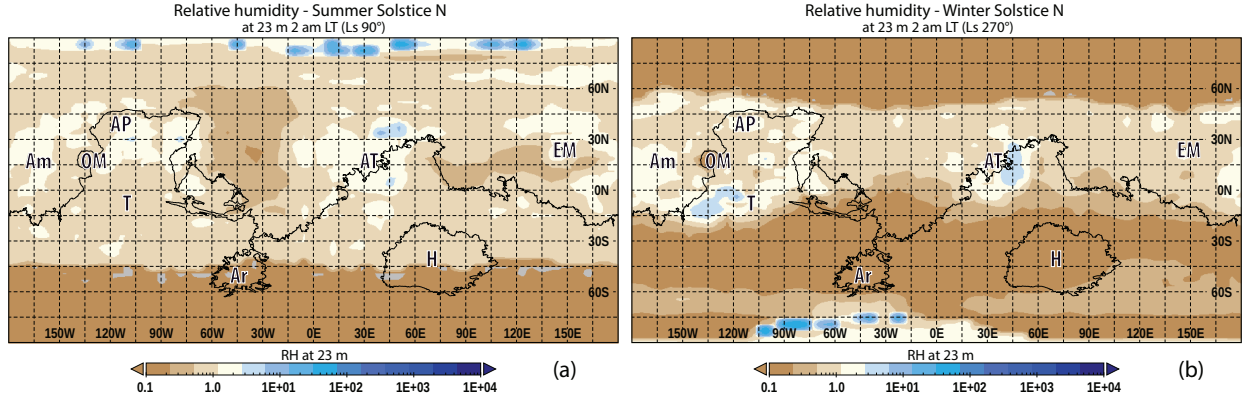 Relative humidity - Summer Solstice N
at 23 m 2 am LT (Ls 90°)
60N
30N
0N
30S
60S
AP
Am
OM
T
AT
EM
Ar
H
150W 120W 90W 60W 30W 0E 30E 60E 90E 120E 150E
RH at 23 m
0.1 1.0 1E+01 1E+02 1E+03 1E+04
(a)
Relative humidity - Winter Solstice N
at 23 m 2 am LT (Ls 270°)
60N
30N
0N
30S
60S
AP
Am
OM
T
AT
EM
Ar
H
150W 120W 90W 60W 30W 0E 30E 60E 90E 120E 150E
RH at 23 m
0.1 1.0 1E+01 1E+02 1E+03 1E+04
(b)